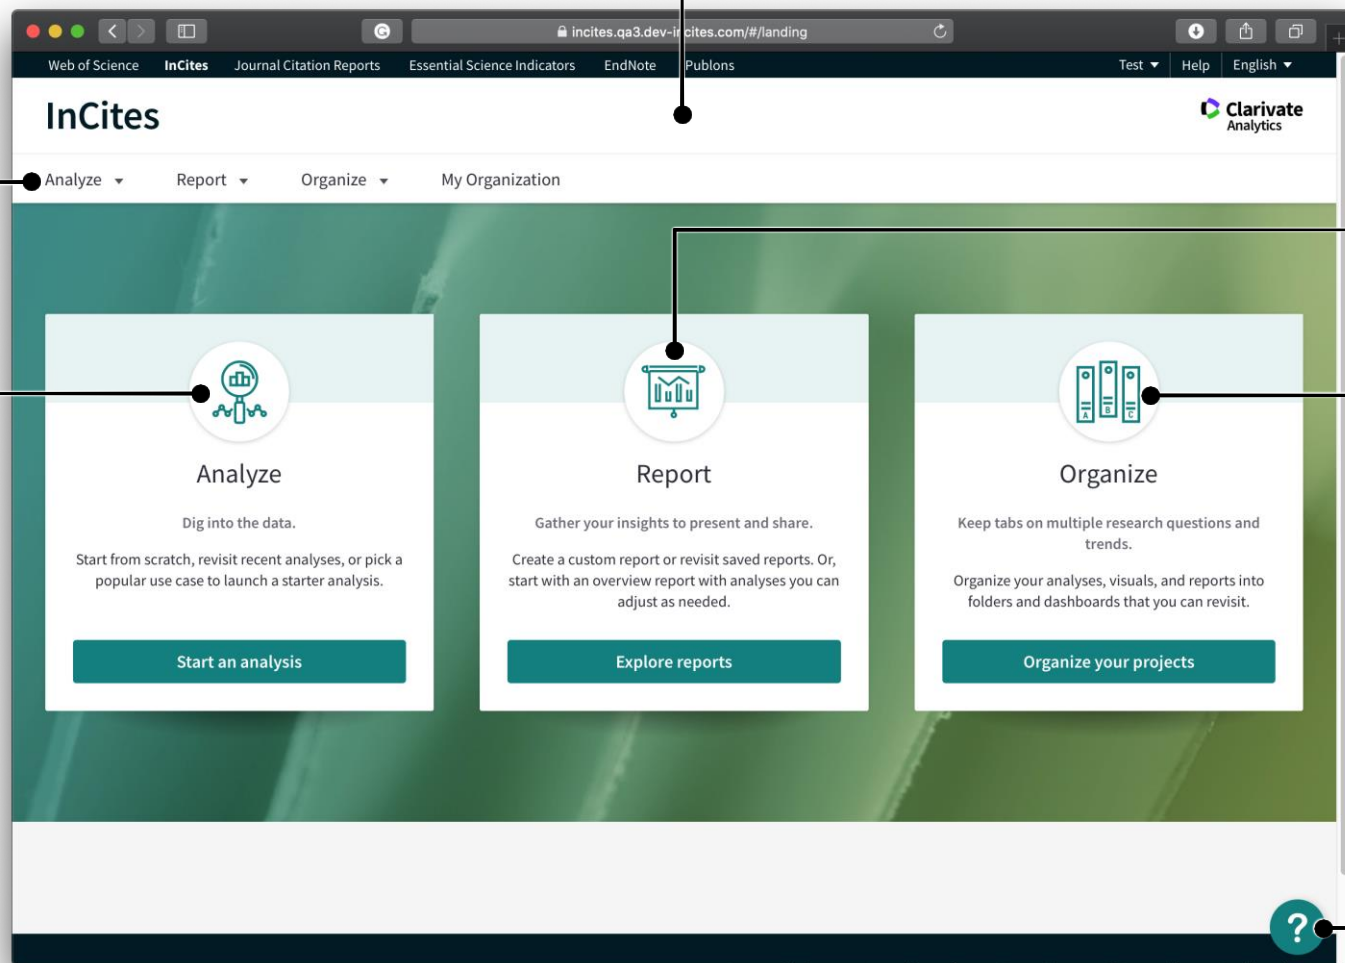 incites.qa3.dev-incites.com/#/landing
Web of Science InCites Journal Citation Reports Essential Science Indicators EndNote Publons Test Help English
InCites
Clarivate
Analytics
Analyze Report Organize My Organization
Analyze
Dig into the data.
Start from scratch, revisit recent analyses, or pick a
popular use case to launch a starter analysis.
Start an analysis
Report
Gather your insights to present and share.
Create a custom report or revisit saved reports. Or,
start with an overview report with analyses you can
adjust as needed.
Explore reports
A B C
Organize
Keep tabs on multiple research questions and
trends.
Organize your analyses, visuals, and reports into
folders and dashboards that you can revisit.
Organize your projects
?